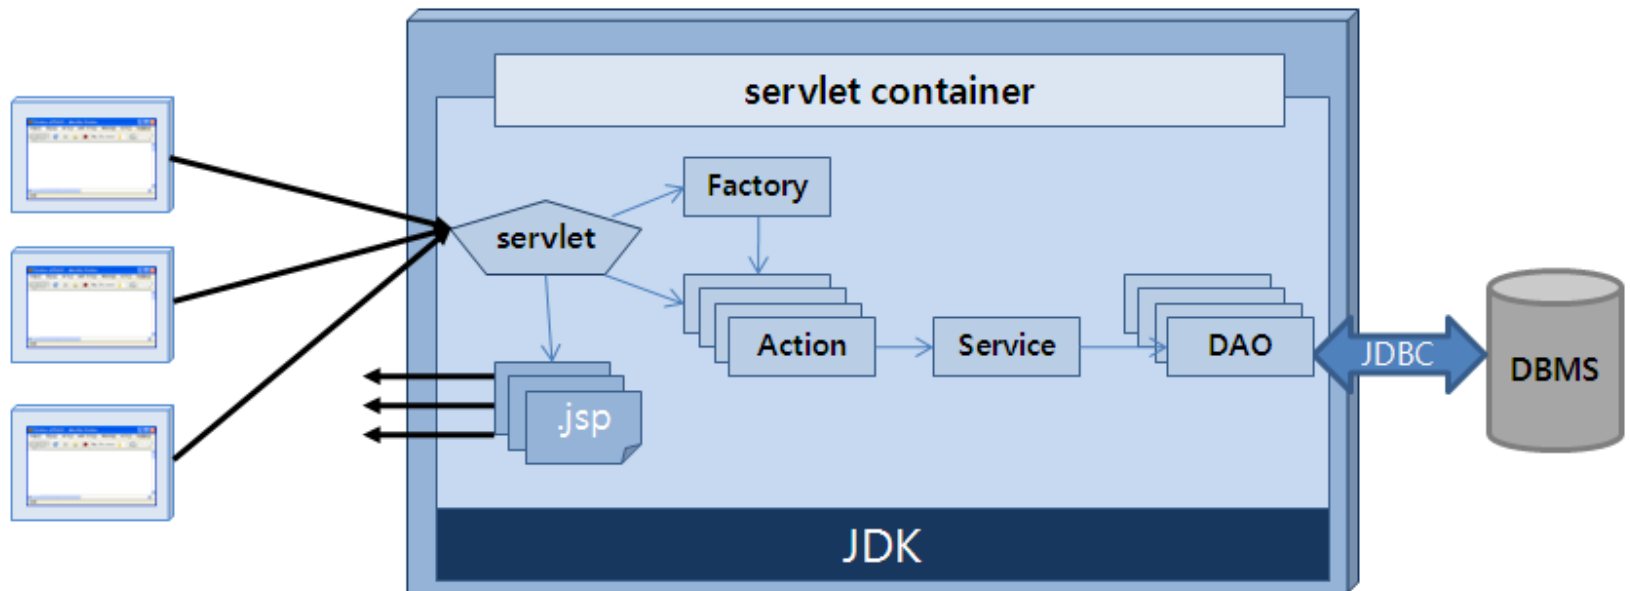 servlet container
Factory
servlet
Action
Service
DAO
JDBC
DBMS
.jsp
JDK